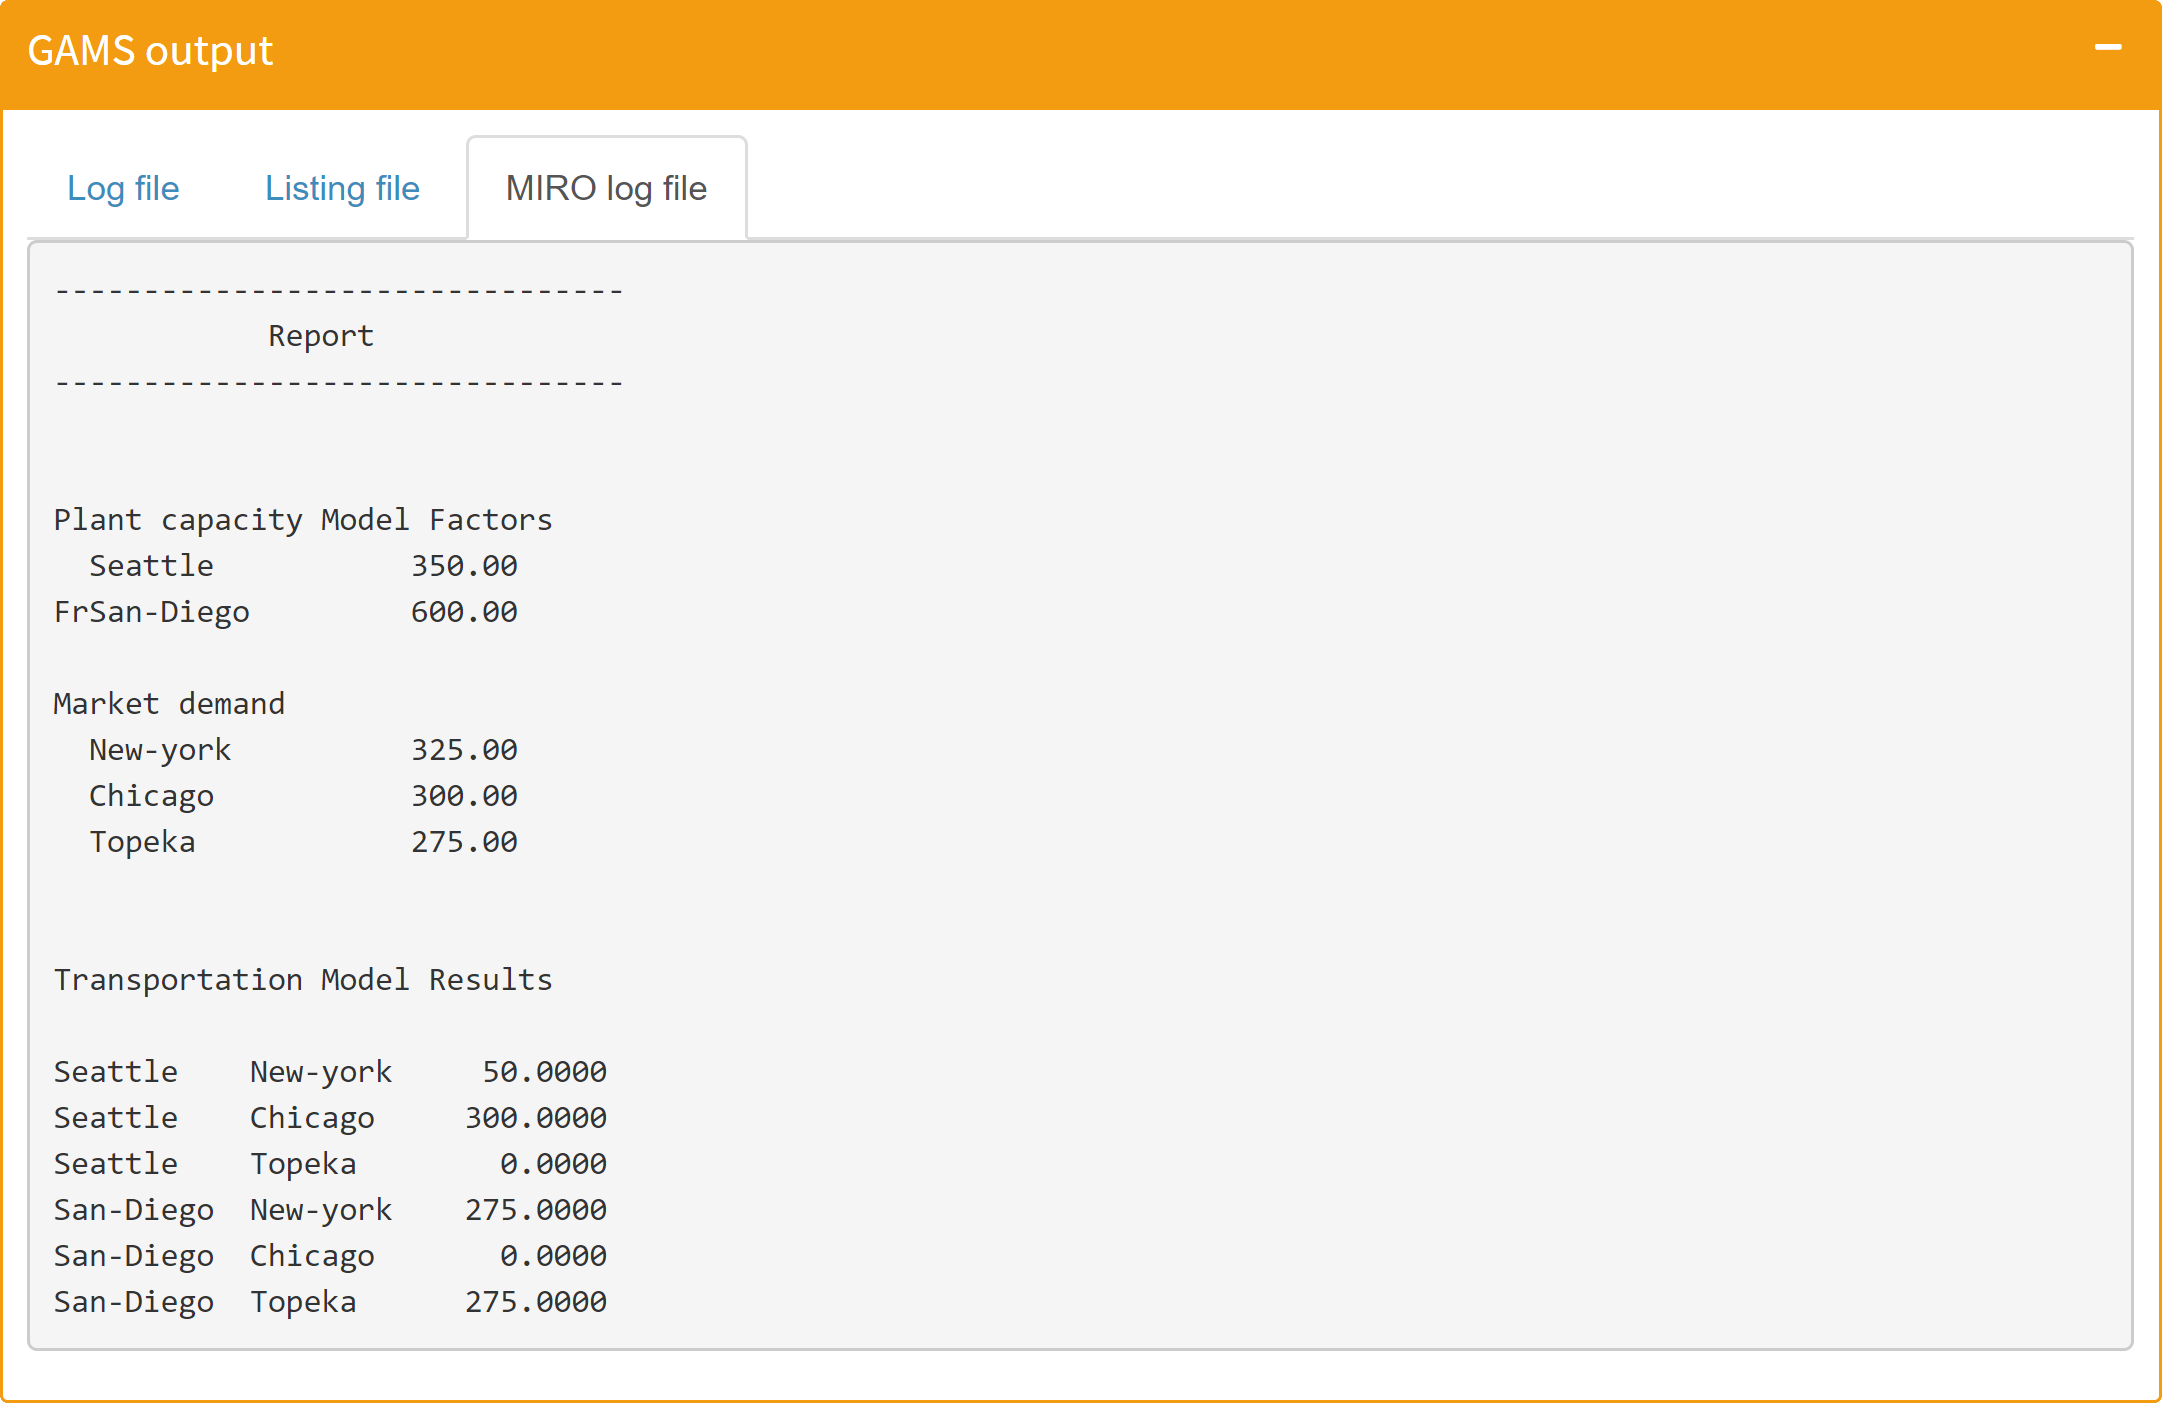 GAMS output
Log file Listing file MIRO log file
--------------------------------
Report
--------------------------------
Plant capacity Model Factors
Seattle 350.00
FrSan-Diego 600.00
Market demand
New-york 325.00
Chicago 300.00
Topeka 275.00
Transportation Model Results
Seattle New-york 50.0000
Seattle Chicago 300.0000
Seattle Topeka 0.0000
San-Diego New-york 275.0000
San-Diego Chicago 0.0000
San-Diego Topeka 275.0000